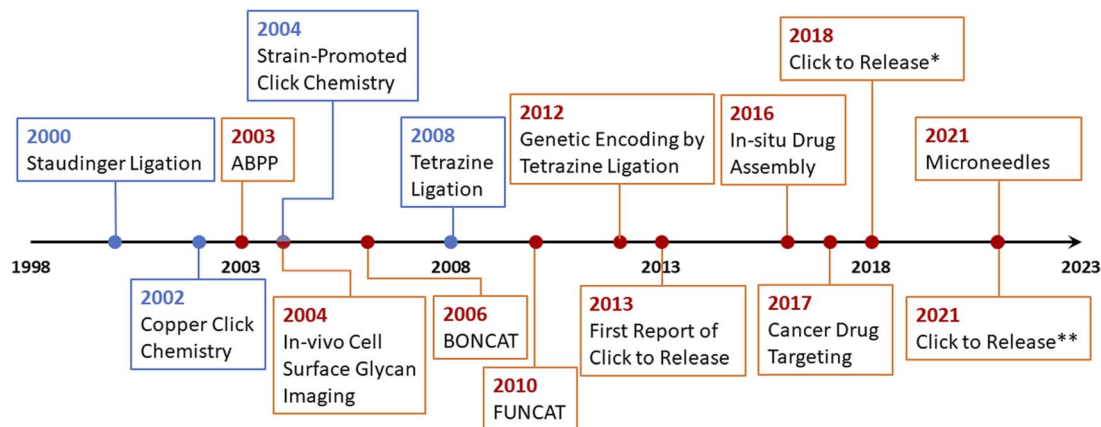 2004
Strain-Promoted
Click Chemistry
2018
Click to Release*
2000
Staudinger Ligation
2003
ABPP
2008
Tetrazine
Ligation
2012
Genetic Encoding by
Tetrazine Ligation
2016
In-situ Drug
Assembly
2021
Microneedles
1998
2003
2008
2013
2018
2023
2002
Copper Click
Chemistry
2004
In-vivo Cell
Surface Glycan
Imaging
2006
BONCAT
2010
FUNCAT
2013
First Report of
Click to Release
2017
Cancer Drug
Targeting
2021
Click to Release**